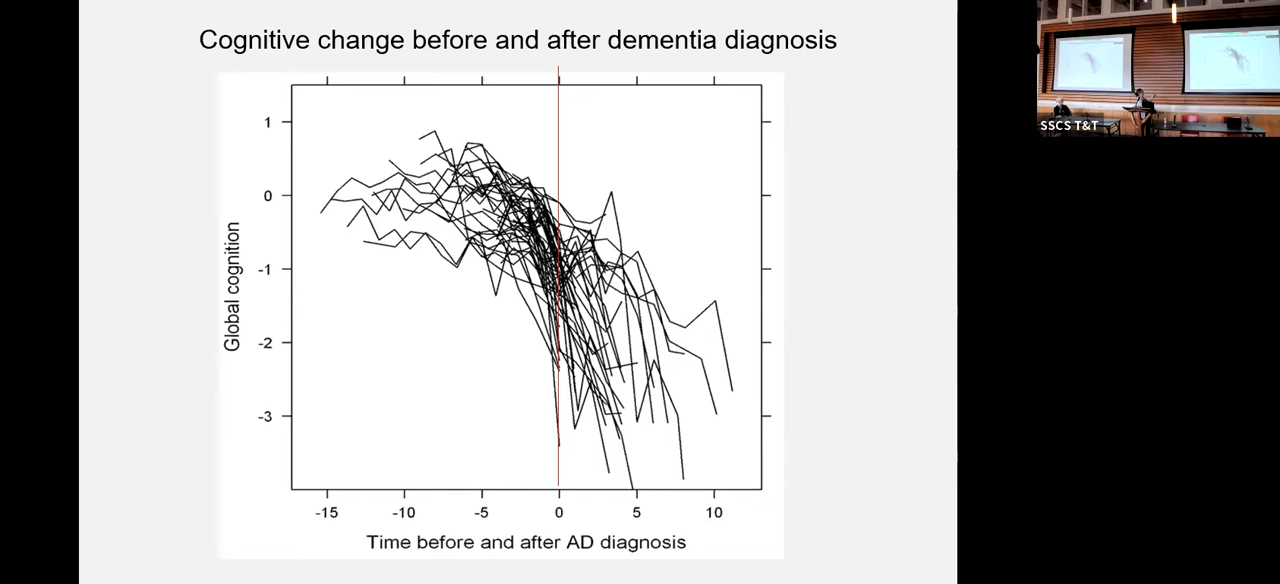 Cognitive change before and after dementia diagnosis
SSCS T&T
1
0
-1
-2
-3
Global cognition
-15 -10 -5 0 5 10
Time before and after AD diagnosis